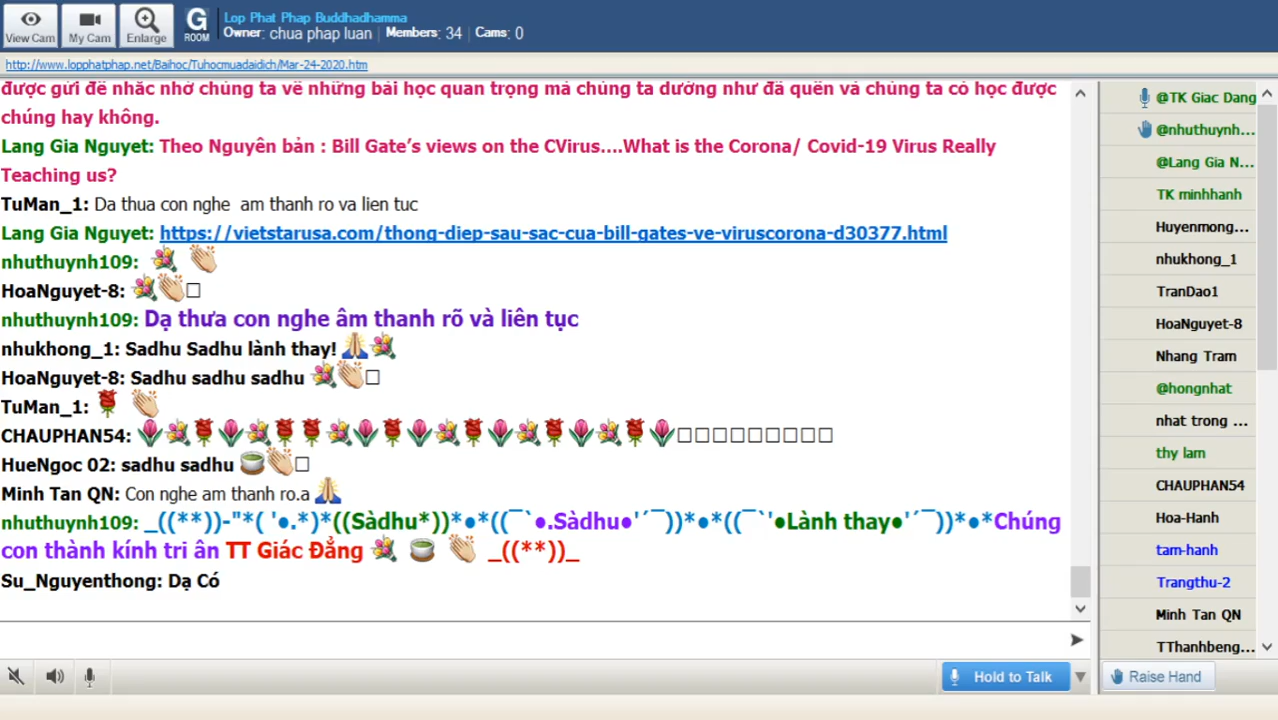 View Cam
My Cam
Enlarge
G
ROOM
Lop Phat Phap Buddhadhamma
Owner: chua phap luan | Members: 34 | Cams: 0
http://www.lopphatphap.net/Baihoc/Tuhocmuadaidich/Mar-24-2020.htm
được gửi để nhắc nhở chúng ta về những bài học quan trọng mà chúng ta dường như đã quên và chúng ta có học được
chúng hay không.
Lang Gia Nguyet: Theo Nguyên bản : Bill Gate’s views on the CVirus….What is the Corona/ Covid-19 Virus Really
Teaching us?
TuMan_1: Da thua con nghe am thanh ro va lien tuc
Lang Gia Nguyet: https://vietstarusa.com/thong-diep-sau-sac-cua-bill-gates-ve-viruscorona-d30377.html
nhuthuynh109:
HoaNguyet-8:
nhuthuynh109: Dạ thưa con nghe âm thanh rõ và liên tục
nhukhong_1: Sadhu Sadhu lành thay!
HoaNguyet-8: Sadhu sadhu sadhu
TuMan_1:
CHAUPHAN54:
HueNgoc 02: sadhu sadhu
Minh Tan QN: Con nghe am thanh ro.a
nhuthuynh109: _((**))-"*( '●.*)*((Sàdhu*))*●*((¯`●.Sàdhu●'´¯))*●*((¯`'●Lành thay●'´¯))*●*Chúng
con thành kính tri ân TT Giác Đẳng _((**))_
Su_Nguyenthong: Dạ Có
Hold to Talk
@TK Giac Dang
@nhuthuynh...
@Lang Gia N...
TK minhhanh
Huyenmong...
nhukhong_1
TranDao1
HoaNguyet-8
Nhang Tram
@hongnhat
nhat trong ...
thy lam
CHAUPHAN54
Hoa-Hanh
tam-hanh
Trangthu-2
Minh Tan QN
TThanhbeng...
Raise Hand